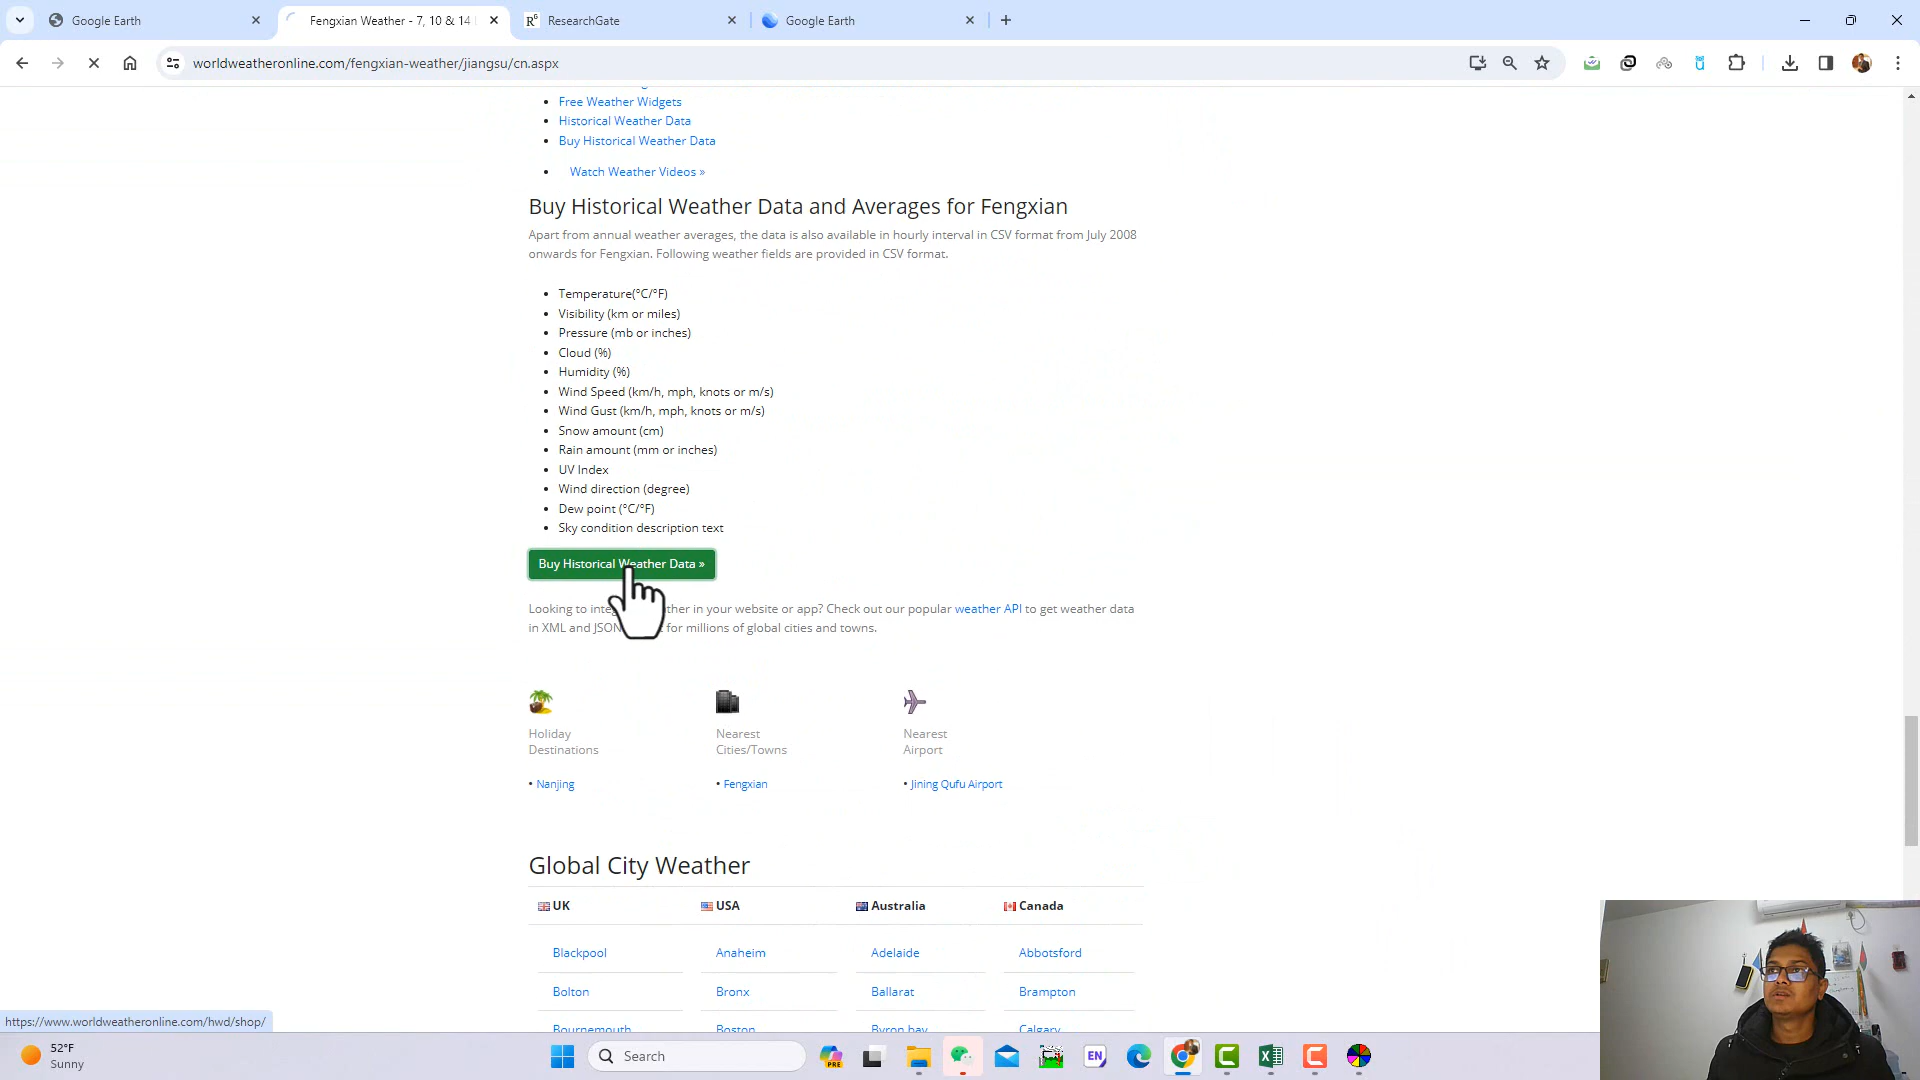 Google Earth
Fengxian Weather - 7, 10 & 14
ResearchGate
Google Earth
worldweatheronline.com/fengxian-weather/jiangsu/cn.aspx
Free Weather Widgets
Historical Weather Data
Buy Historical Weather Data
Watch Weather Videos »
Buy Historical Weather Data and Averages for Fengxian
Apart from annual weather averages, the data is also available in hourly interval in CSV format from July 2008
onwards for Fengxian. Following weather fields are provided in CSV format.
Temperature(°C/°F)
Visibility (km or miles)
Pressure (mb or inches)
Cloud (%)
Humidity (%)
Wind Speed (km/h, mph, knots or m/s)
Wind Gust (km/h, mph, knots or m/s)
Snow amount (cm)
Rain amount (mm or inches)
UV Index
Wind direction (degree)
Dew point (°C/°F)
Sky condition description text
Buy Historical Weather Data »
Looking to in your website or app? Check out our popular weather API to get weather data
in XML and JSON for millions of global cities and towns.
Holiday
Destinations
• Nanjing
Nearest
Cities/Towns
• Fengxian
Nearest
Airport
• Jining Qufu Airport
Global City Weather
UK USA Australia Canada
Blackpool Anaheim Adelaide Abbotsford
Bolton Bronx Ballarat Brampton
Bournemouth Boston Byron bay Calgary
https://www.worldweatheronline.com/hwd/shop/
52°F
Sunny
Search
PRE
EN